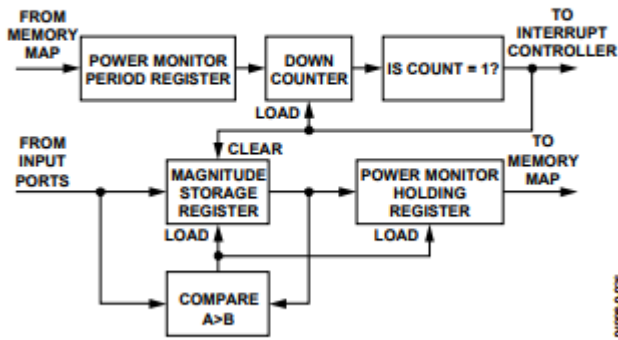 FROM
MEMORY
MAP
POWER MONITOR
PERIOD REGISTER
DOWN
COUNTER
IS COUNT = 1?
TO
INTERRUPT
CONTROLLER
LOAD
CLEAR
FROM
INPUT
PORTS
MAGNITUDE
STORAGE
REGISTER
POWER MONITOR
HOLDING
REGISTER
TO
MEMORY
MAP
LOAD
LOAD
COMPARE
A>B